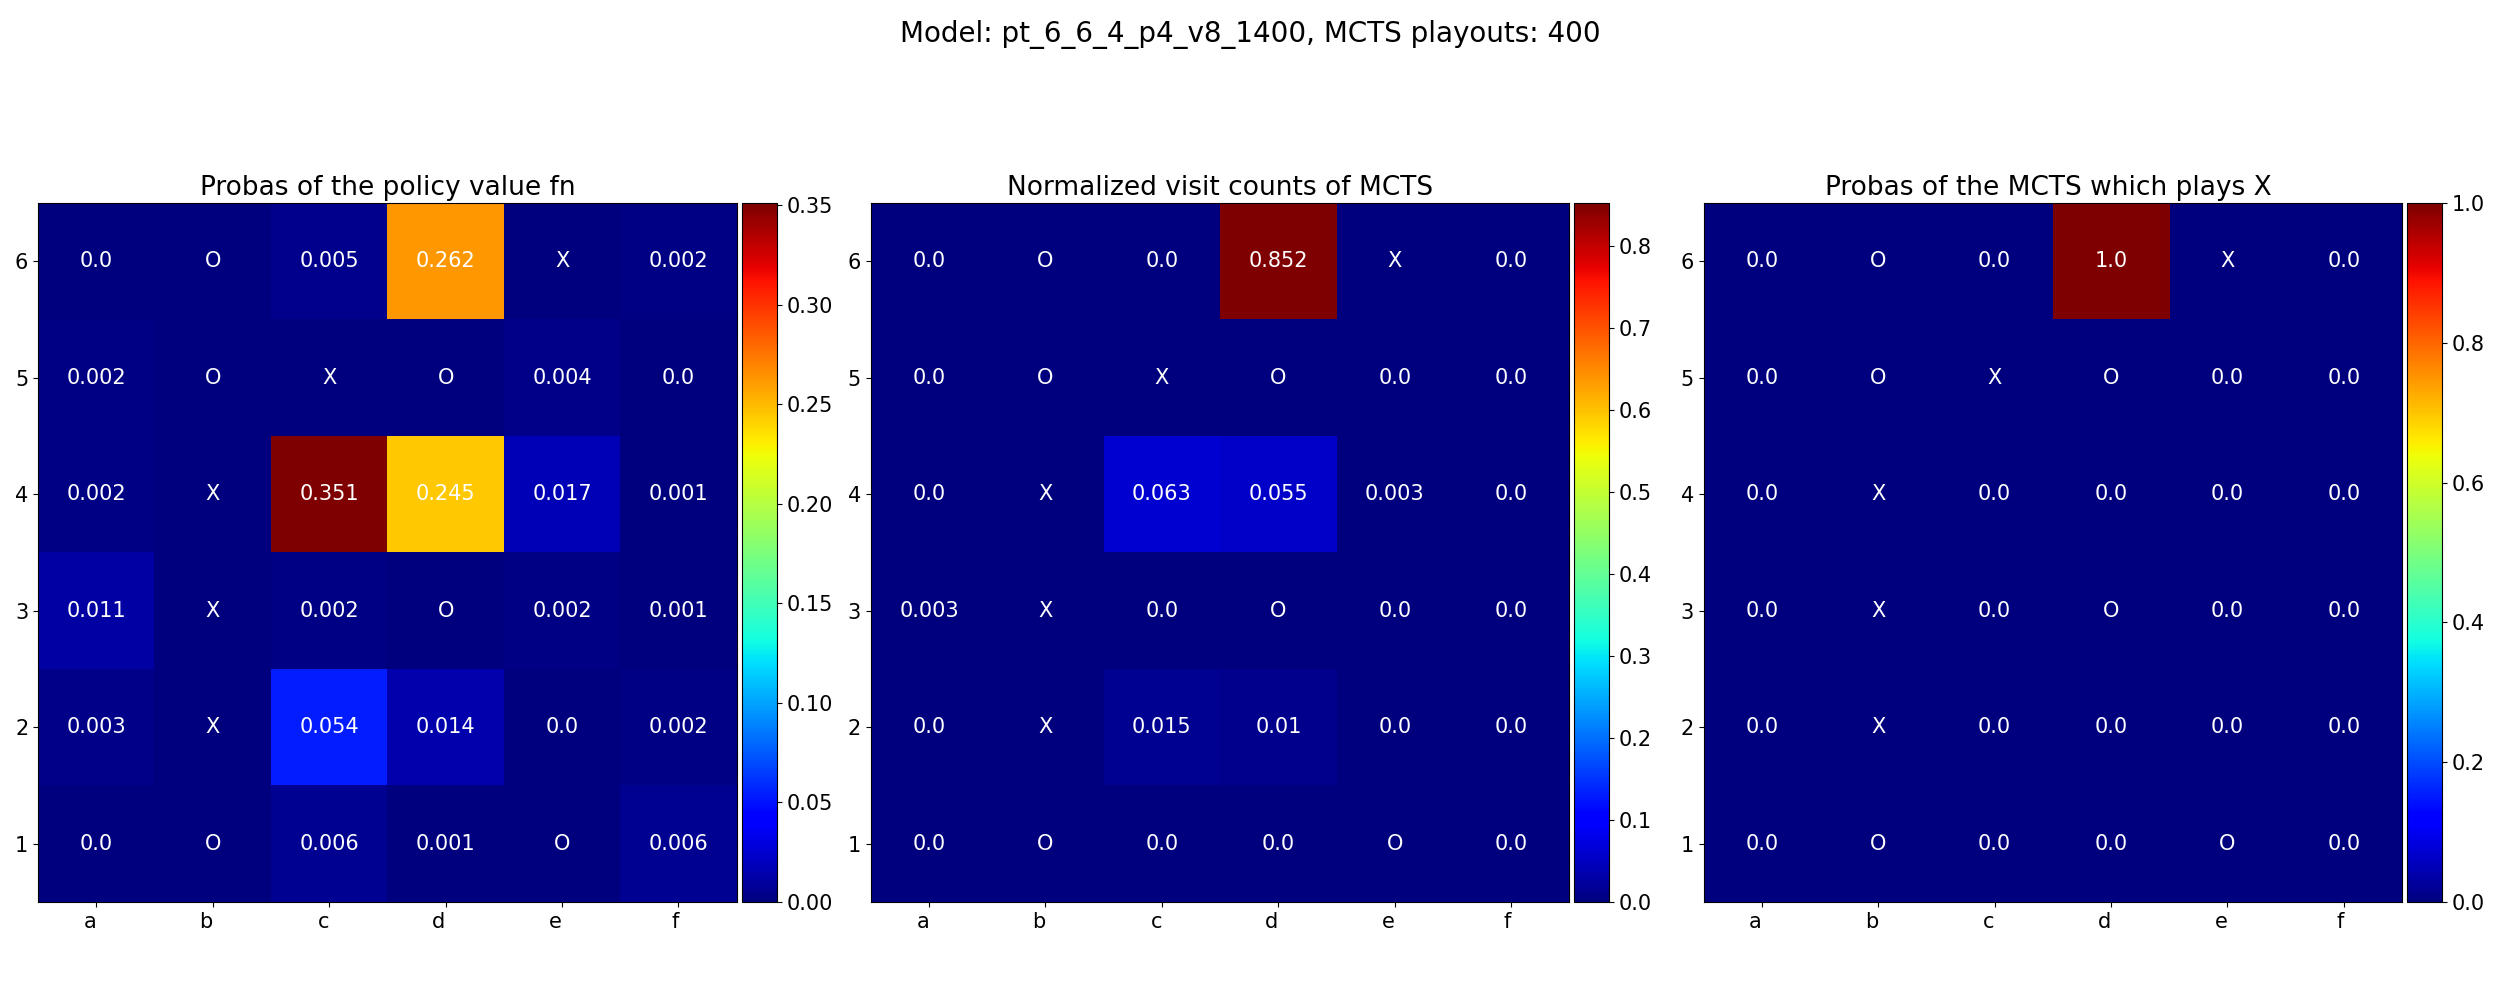 Model: pt_6_6_4_p4_v8_1400, MCTS playouts: 400
Probas of the policy value fn
6 0.0 O 0.005 0.262 X 0.002
5 0.002 O X O 0.004 0.0
4 0.002 X 0.351 0.245 0.017 0.001
3 0.011 X 0.002 O 0.002 0.001
2 0.003 X 0.054 0.014 0.0 0.002
1 0.0 O 0.006 0.001 O 0.006
a b c d e f
0.35
0.30
0.25
0.20
0.15
0.10
0.05
0.00
Normalized visit counts of MCTS
6 0.0 O 0.0 0.852 X 0.0
5 0.0 O X O 0.0 0.0
4 0.0 X 0.063 0.055 0.003 0.0
3 0.003 X 0.0 O 0.0 0.0
2 0.0 X 0.015 0.01 0.0 0.0
1 0.0 O 0.0 0.0 O 0.0
a b c d e f
0.8
0.7
0.6
0.5
0.4
0.3
0.2
0.1
0.0
Probas of the MCTS which plays X
6 0.0 O 0.0 1.0 X 0.0
5 0.0 O X O 0.0 0.0
4 0.0 X 0.0 0.0 0.0 0.0
3 0.0 X 0.0 O 0.0 0.0
2 0.0 X 0.0 0.0 0.0 0.0
1 0.0 O 0.0 0.0 O 0.0
a b c d e f
1.0
0.8
0.6
0.4
0.2
0.0